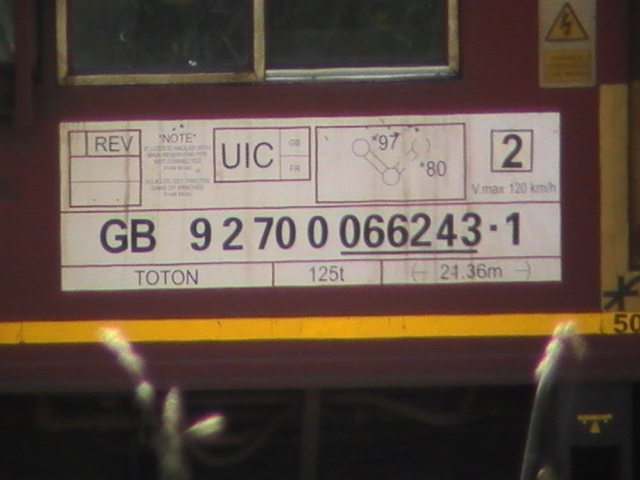 REV
"NOTE"
UIC
GB
FR
*97
*80
2
V.max 120 km/h
GB 92 70 0 066243-1
TOTON
125t
21.36m
50